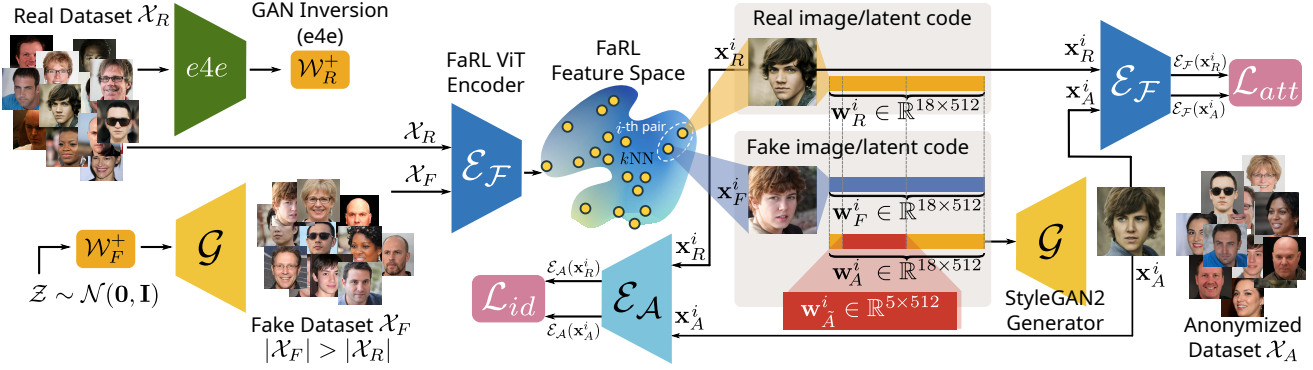 Real Dataset 𝒳_R
e4e
GAN Inversion
(e4e)
𝒲_R^+
𝒵 ∼ 𝒩(𝟎, 𝐈)
𝒲_F^+
𝒢
Fake Dataset 𝒳_F
|𝒳_F| > |𝒳_R|
𝒳_R
𝒳_F
FaRL ViT
Encoder
ℰ_ℱ
FaRL
Feature Space
i-th pair
kNN
Real image/latent code
𝐱_R^i
𝐰_R^i ∈ ℝ^{18×512}
Fake image/latent code
𝐱_F^i
𝐰_F^i ∈ ℝ^{18×512}
𝐰_A^i ∈ ℝ^{18×512}
𝐰_Ã^i ∈ ℝ^{5×512}
𝒢
StyleGAN2
Generator
𝐱_A^i
𝐱_R^i
𝐱_A^i
ℰ_𝒜
ℰ_𝒜(𝐱_R^i)
ℰ_𝒜(𝐱_A^i)
ℒ_id
𝐱_R^i
𝐱_A^i
ℰ_ℱ
ℰ_ℱ(𝐱_R^i)
ℰ_ℱ(𝐱_A^i)
ℒ_att
Anonymized
Dataset 𝒳_A